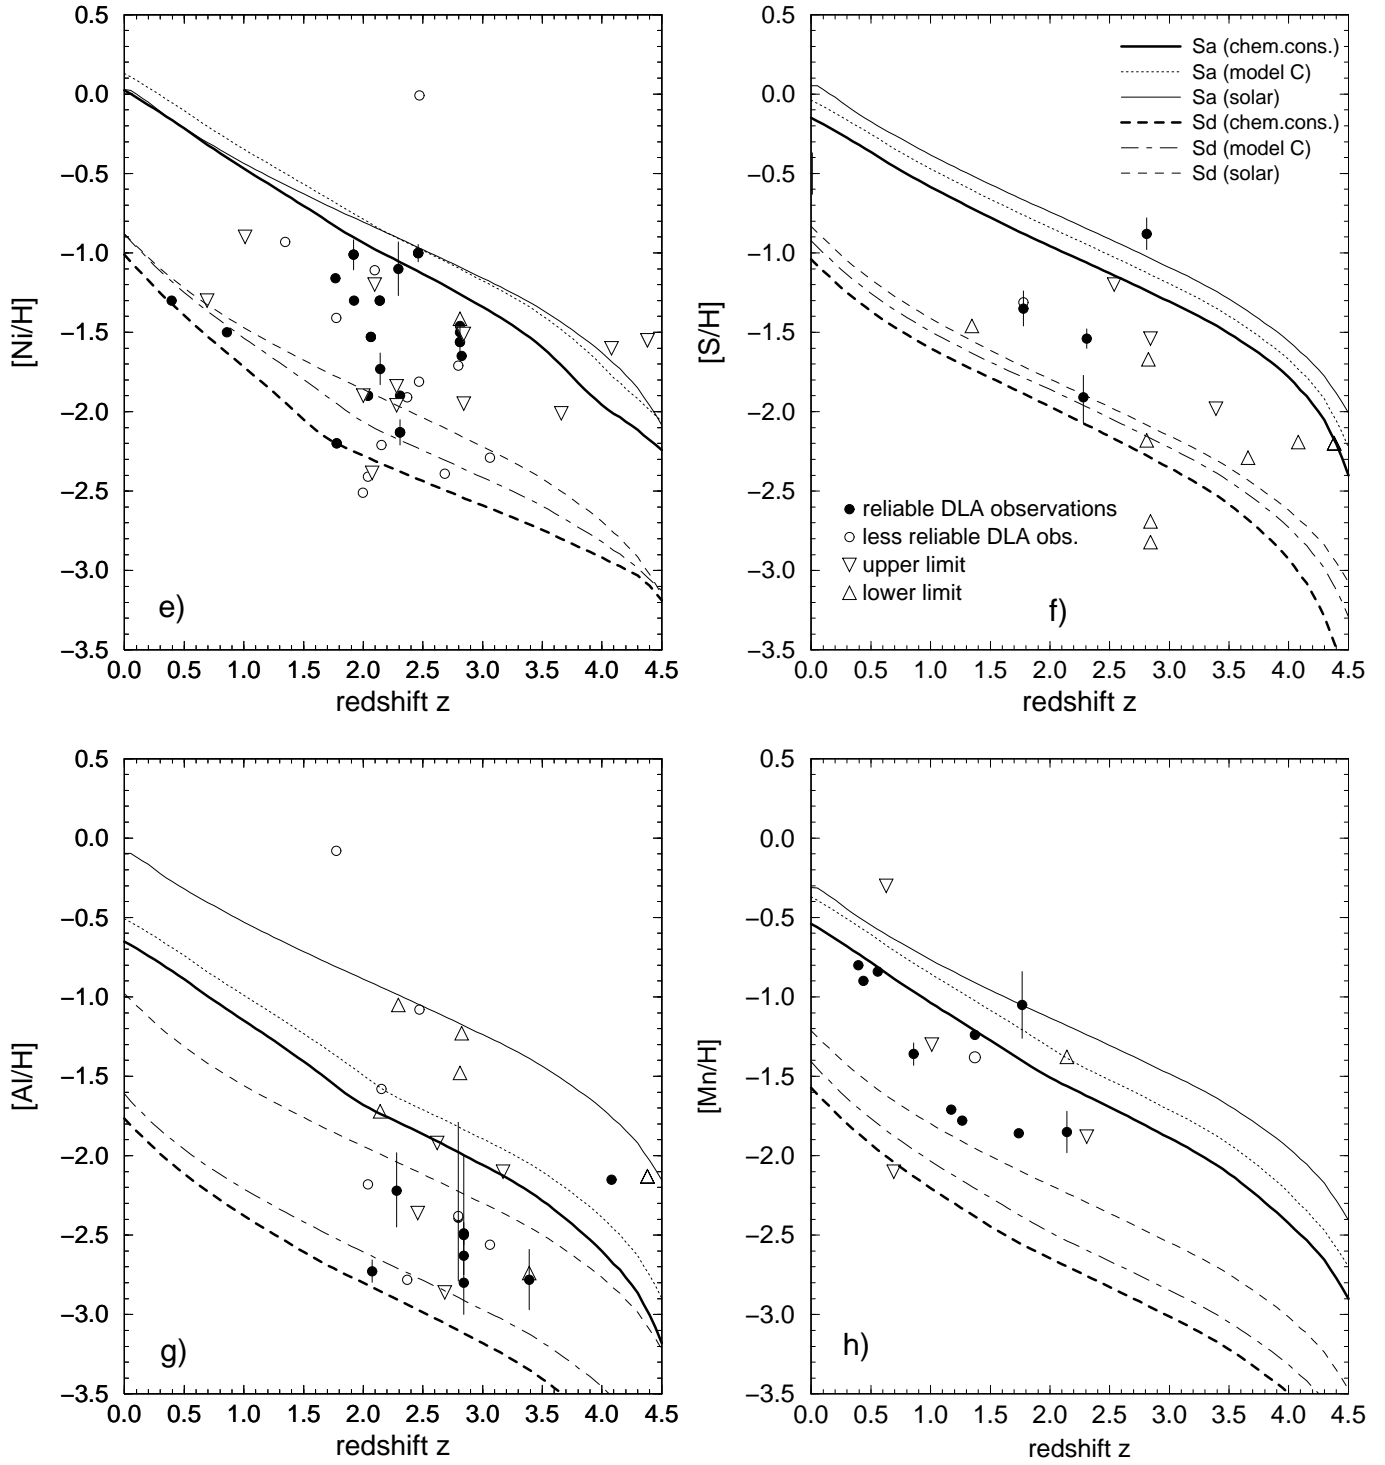 0.5
0.0
−0.5
−1.0
−1.5
−2.0
−2.5
−3.0
−3.5
[Ni/H]
e)
0.0 0.5 1.0 1.5 2.0 2.5 3.0 3.5 4.0 4.5
redshift z
0.5
0.0
−0.5
−1.0
−1.5
−2.0
−2.5
−3.0
−3.5
[S/H]
Sa (chem.cons.)
Sa (model C)
Sa (solar)
Sd (chem.cons.)
Sd (model C)
Sd (solar)
reliable DLA observations
less reliable DLA obs.
upper limit
lower limit
f)
0.0 0.5 1.0 1.5 2.0 2.5 3.0 3.5 4.0 4.5
redshift z
0.5
0.0
−0.5
−1.0
−1.5
−2.0
−2.5
−3.0
−3.5
[Al/H]
g)
0.0 0.5 1.0 1.5 2.0 2.5 3.0 3.5 4.0 4.5
redshift z
0.5
0.0
−0.5
−1.0
−1.5
−2.0
−2.5
−3.0
−3.5
[Mn/H]
h)
0.0 0.5 1.0 1.5 2.0 2.5 3.0 3.5 4.0 4.5
redshift z